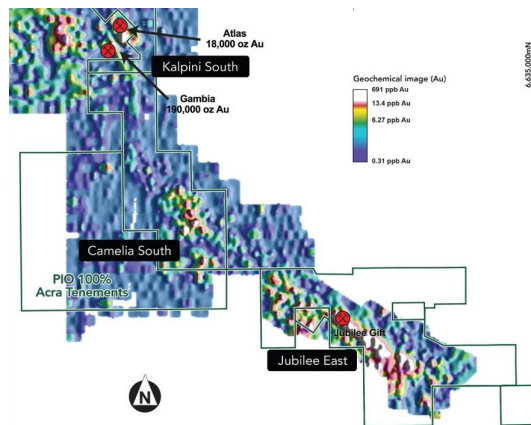 Atlas
18,000 oz Au
Kalpini South
Gambia
190,000 oz Au
Geochemical image (Au)
691 ppb Au
13.4 ppb Au
6.27 ppb Au
0.31 ppb Au
6,635,000mN
Camelia South
PIO 100%
Acra Tenements
Jubilee Gift
Jubilee East
N